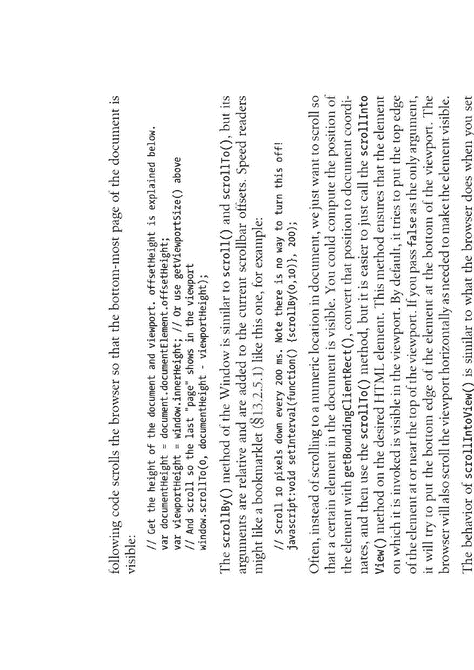 following code scrolls the browser so that the bottom-most page of the document is
visible:
// Get the height of the document and viewport. offsetHeight is explained below.
var documentHeight = document.documentElement.offsetHeight;
var viewportHeight = window.innerHeight; // Or use getViewportSize() above
// And scroll so the last "page" shows in the viewport
window.scrollTo(0, documentHeight - viewportHeight);
The scrollBy() method of the Window is similar to scroll() and scrollTo(), but its
arguments are relative and are added to the current scrollbar offsets. Speed readers
might like a bookmarklet (§13.2.5.1) like this one, for example:
// Scroll 10 pixels down every 200 ms. Note there is no way to turn this off!
javascript:void setInterval(function() {scrollBy(0,10)}, 200);
Often, instead of scrolling to a numeric location in document, we just want to scroll so
that a certain element in the document is visible. You could compute the position of
the element with getBoundingClientRect(), convert that position to document coordi-
nates, and then use the scrollTo() method, but it is easier to just call the scrollInto
View() method on the desired HTML element. This method ensures that the element
on which it is invoked is visible in the viewport. By default, it tries to put the top edge
of the element at or near the top of the viewport. If you pass false as the only argument,
it will try to put the bottom edge of the element at the bottom of the viewport. The
browser will also scroll the viewport horizontally as needed to make the element visible.
The behavior of scrollIntoView() is similar to what the browser does when you set